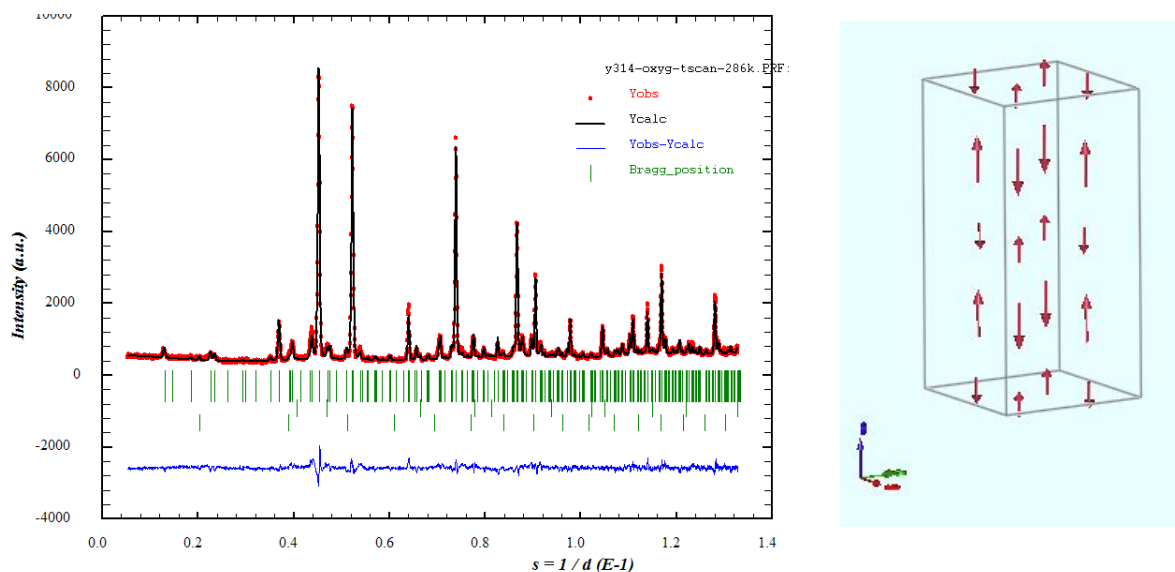 10000
8000
6000
4000
2000
0
-2000
-4000
Intensity (a.u.)
y314-oxyg-tscan-286k.PRF:
Yobs
Ycalc
Yobs-Ycalc
Bragg_position
0.0 0.2 0.4 0.6 0.8 1.0 1.2 1.4
s = 1 / d (E-1)